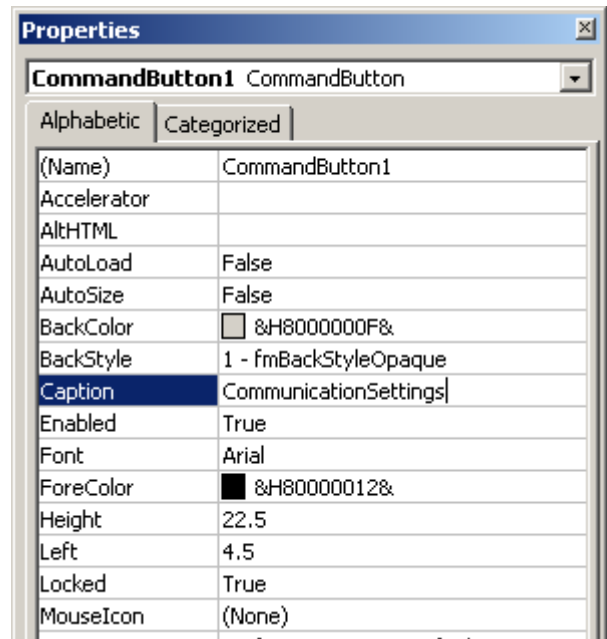 Properties
CommandButton1 CommandButton
Alphabetic Categorized
(Name) CommandButton1
Accelerator
AltHTML
AutoLoad False
AutoSize False
BackColor &H8000000F&
BackStyle 1 - fmBackStyleOpaque
Caption CommunicationSettings
Enabled True
Font Arial
ForeColor &H80000012&
Height 22.5
Left 4.5
Locked True
MouseIcon (None)